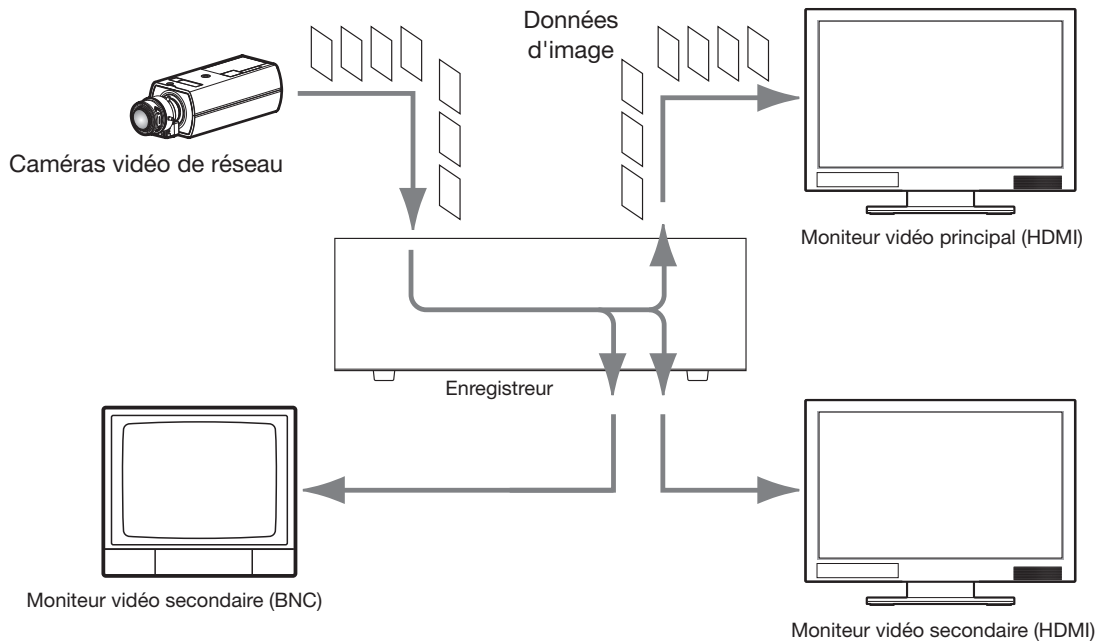 Données
d'image
Caméras vidéo de réseau
Moniteur vidéo principal (HDMI)
Enregistreur
Moniteur vidéo secondaire (BNC)
Moniteur vidéo secondaire (HDMI)